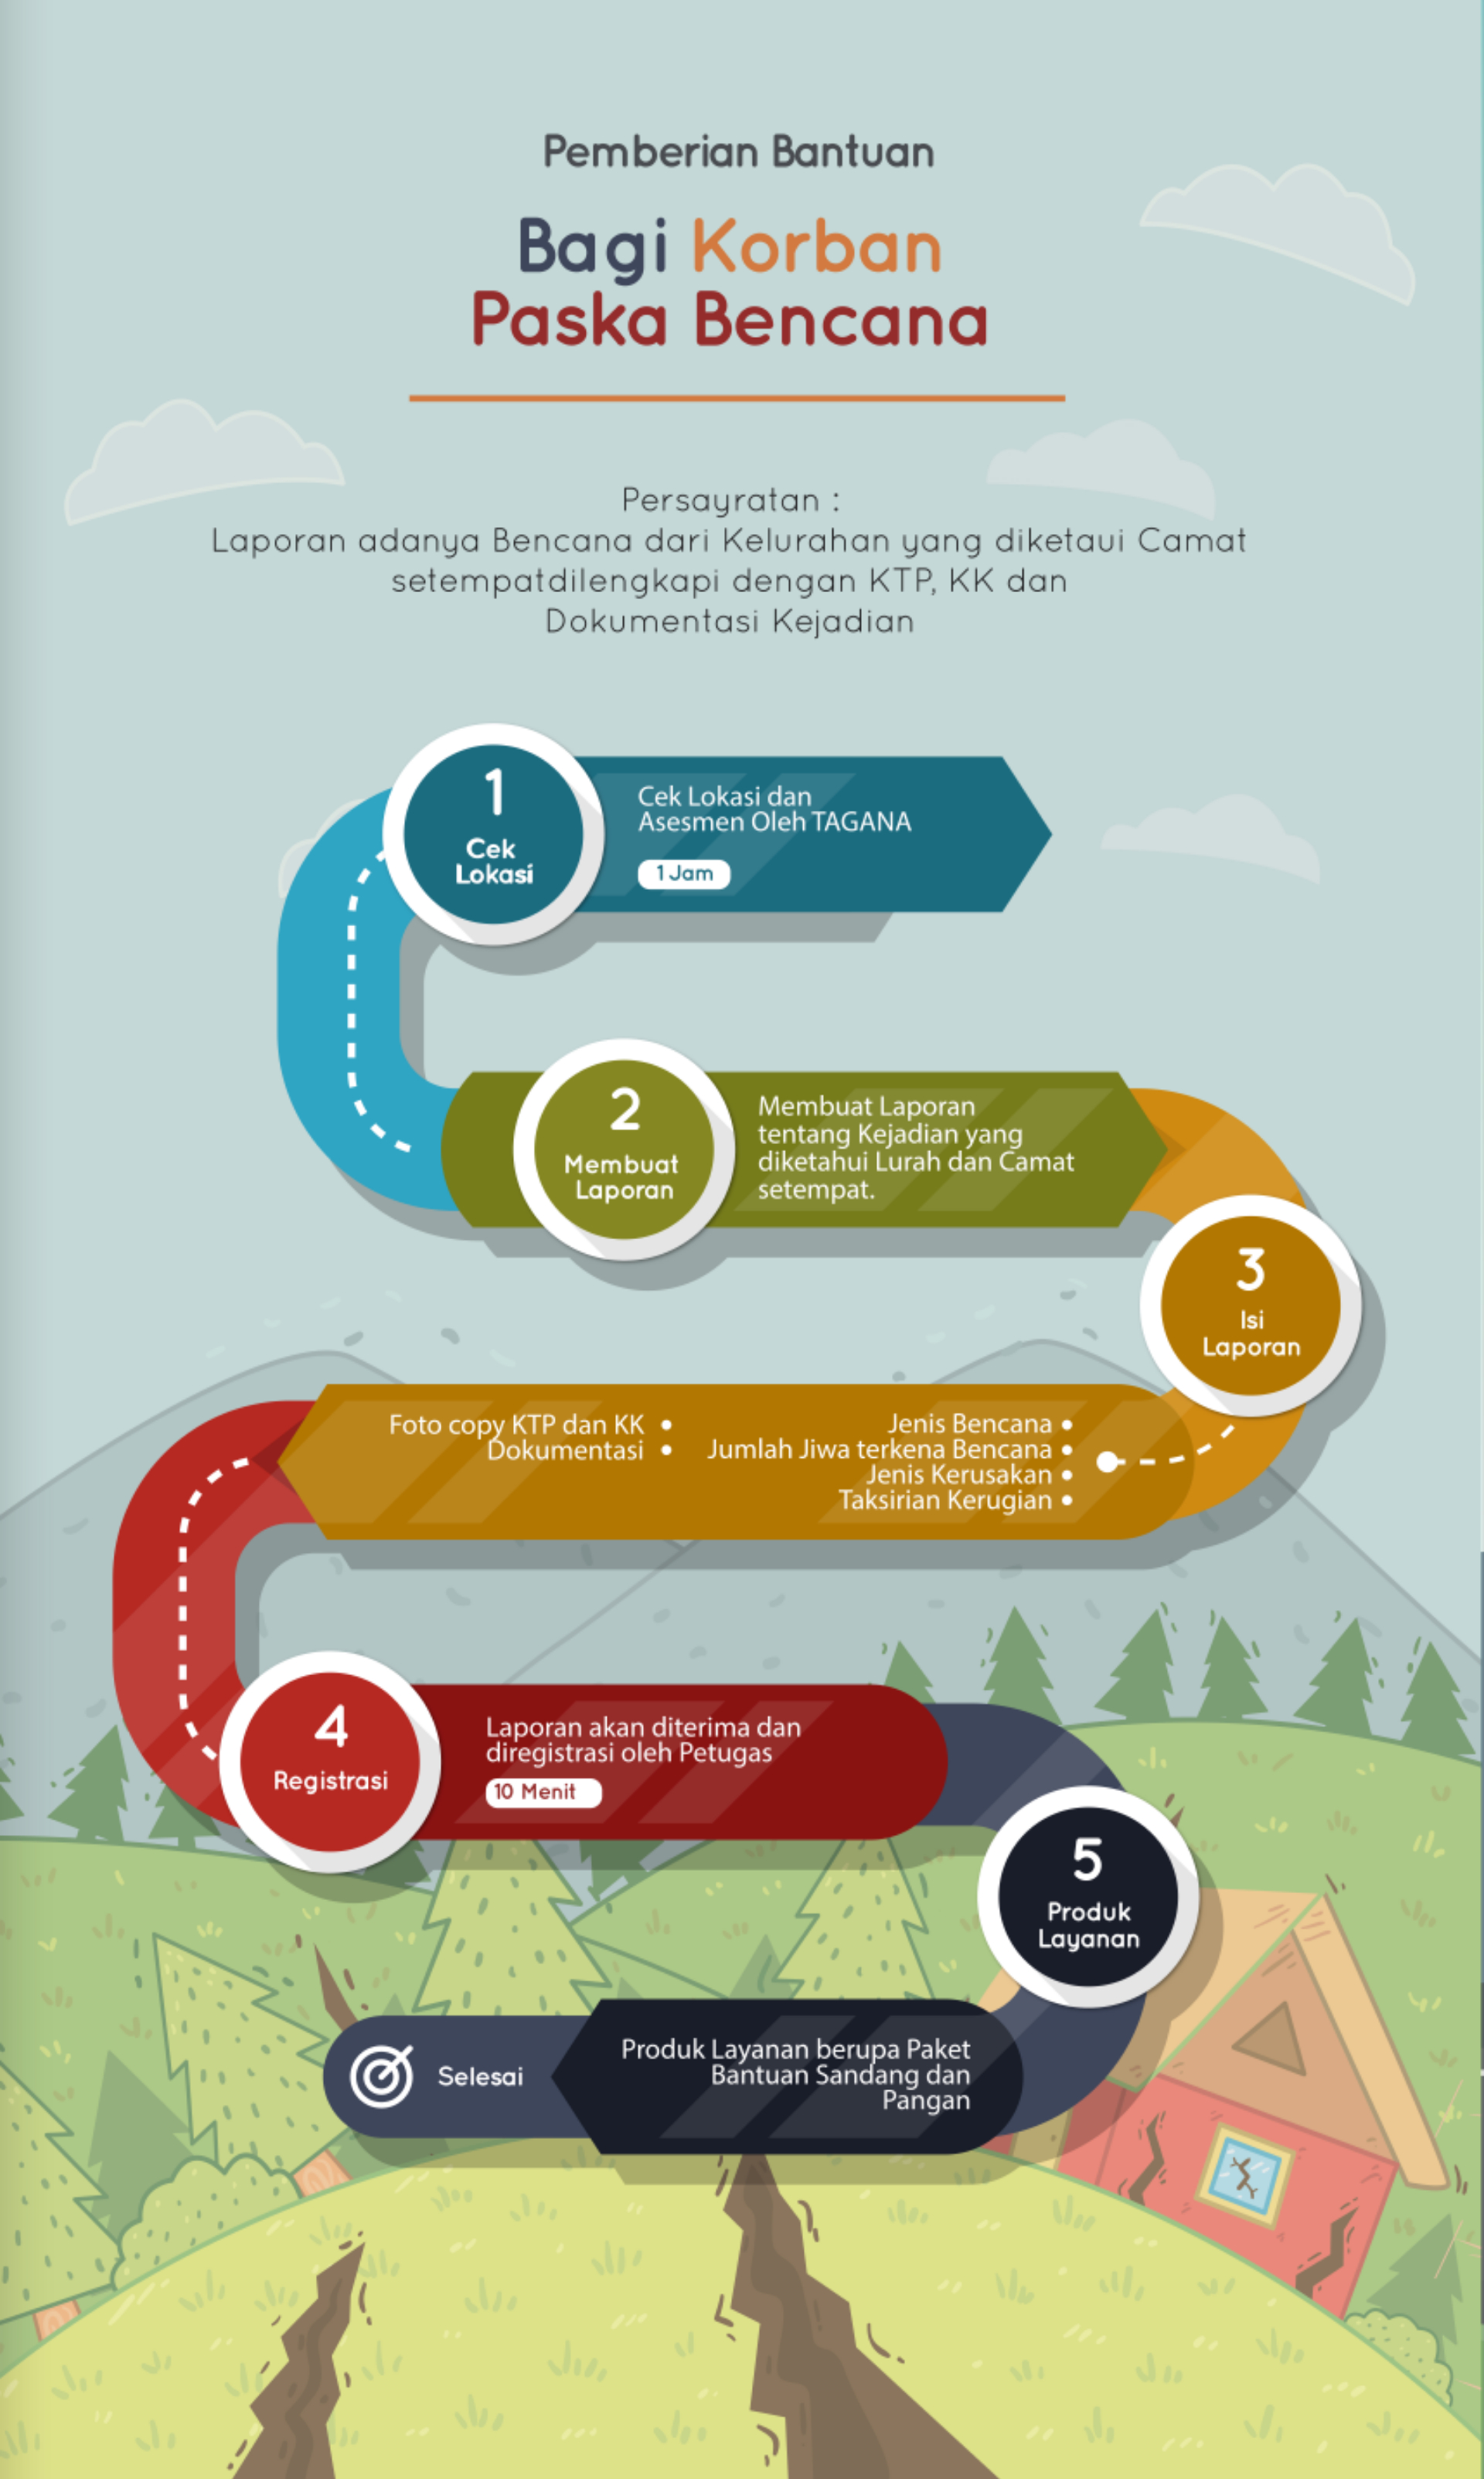 Pemberian Bantuan
Bagi Korban
Paska Bencana
Persayratan :
Laporan adanya Bencana dari Kelurahan yang diketaui Camat
setempatdilengkapi dengan KTP, KK dan
Dokumentasi Kejadian
1
Cek
Lokasi
Cek Lokasi dan
Asesmen Oleh TAGANA
1 Jam
2
Membuat
Laporan
Membuat Laporan
tentang Kejadian yang
diketahui Lurah dan Camat
setempat.
3
Isi
Laporan
Jenis Bencana •
Jumlah Jiwa terkena Bencana •
Jenis Kerusakan •
Taksirian Kerugian •
Foto copy KTP dan KK •
Dokumentasi •
4
Registrasi
Laporan akan diterima dan
diregistrasi oleh Petugas
10 Menit
5
Produk
Layanan
Produk Layanan berupa Paket
Bantuan Sandang dan
Pangan
Selesai